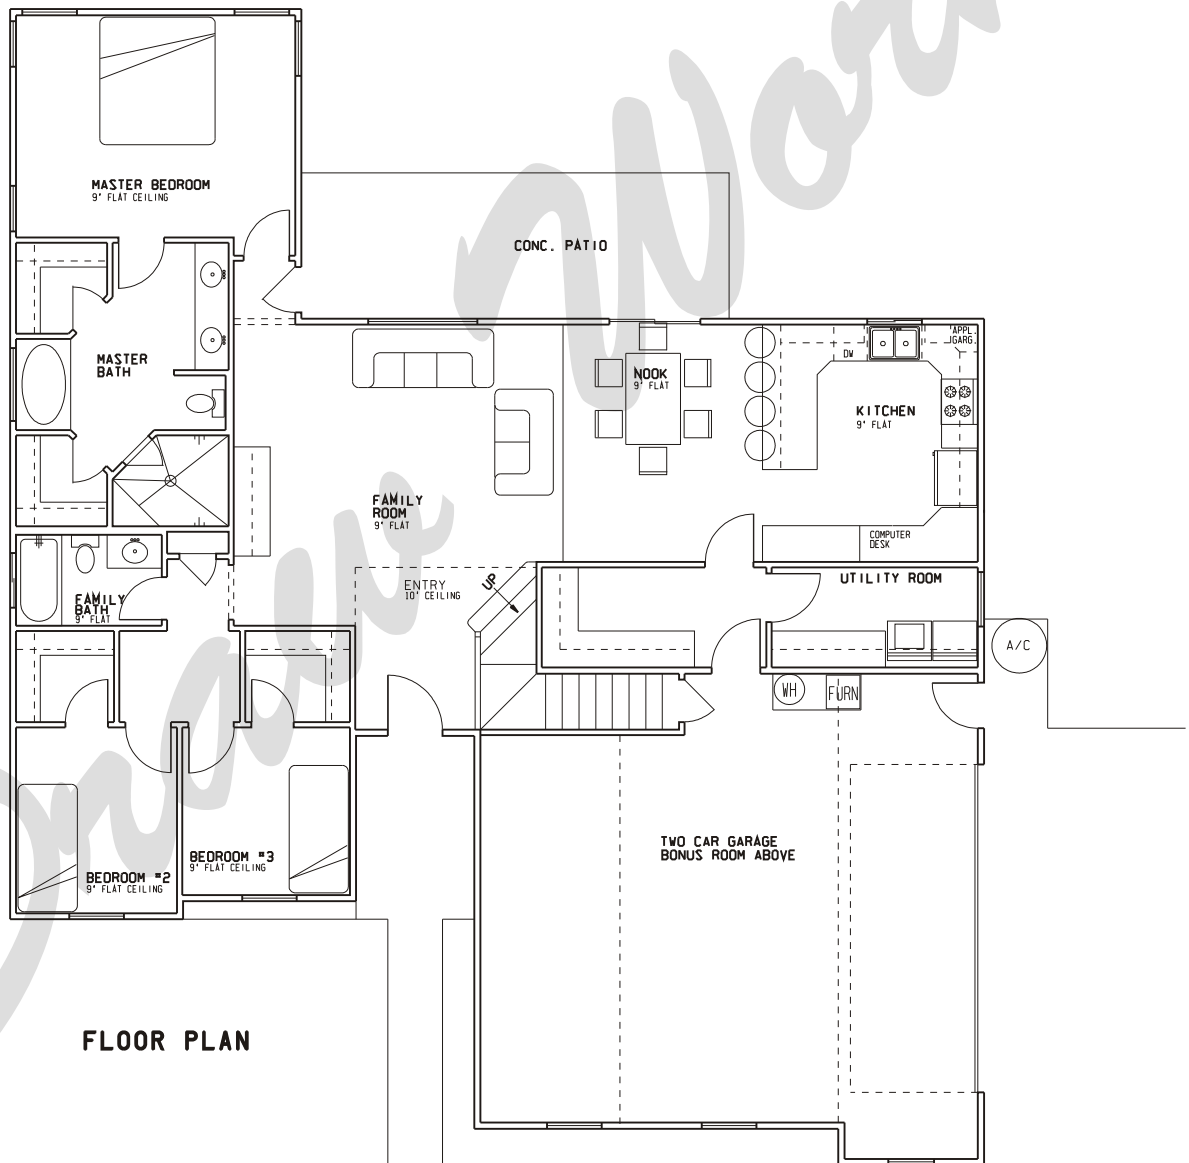 MASTER BEDROOM
9' FLAT CEILING
CONC. PATIO
MASTER
BATH
NOOK
9' FLAT
DW
APPL.
GARG.
KITCHEN
9' FLAT
FAMILY
ROOM
9' FLAT
COMPUTER
DESK
UTILITY ROOM
ENTRY
10' CEILING
UP
FAMILY
BATH
9' FLAT
A/C
WH
FURN
TWO CAR GARAGE
BONUS ROOM ABOVE
BEDROOM #3
9' FLAT CEILING
BEDROOM #2
9' FLAT CEILING
FLOOR PLAN
Draw Wor